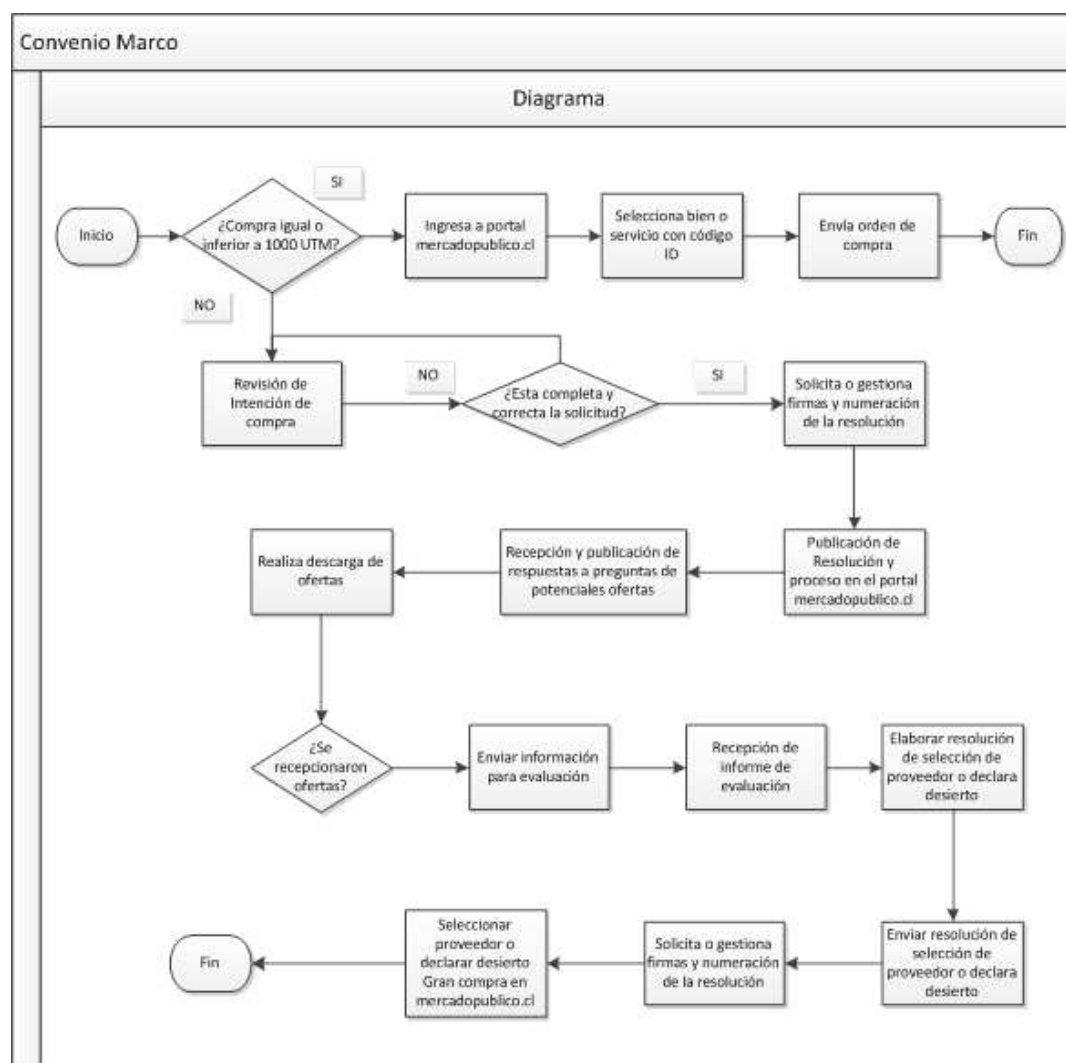 Convenio Marco
Diagrama
SI
Inicio
¿Compra igual o
inferior a 1000 UTM?
Ingresa a portal
mercadopublico.cl
Selecciona bien o
servicio con código
ID
Envía orden de
compra
Fin
NO
Revisión de
Intención de
compra
NO
¿Esta completa y
correcta la solicitud?
SI
Solicita o gestiona
firmas y numeración
de la resolución
Realiza descarga de
ofertas
Recepción y publicación de
respuestas a preguntas de
potenciales ofertas
Publicación de
Resolución y
proceso en el portal
mercadopublico.cl
¿Se
recepcionaron
ofertas?
Enviar información
para evaluación
Recepción de
informe de
evaluación
Elaborar resolución
de selección de
proveedor o declara
desierto
Fin
Seleccionar
proveedor o
declarar desierto
Gran compra en
mercadopublico.cl
Solicita o gestiona
firmas y numeración
de la resolución
Enviar resolución de
selección de
proveedor o declara
desierto